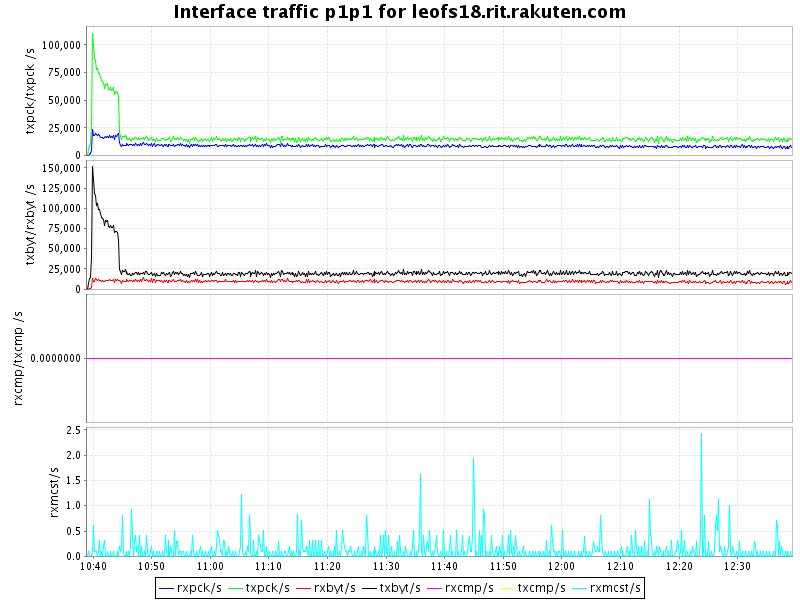 Interface traffic p1p1 for leofs18.rit.rakuten.com
txpck/txpck /s
100,000
75,000
50,000
25,000
0
txbyt/rxbyt /s
150,000
125,000
100,000
75,000
50,000
25,000
0
rxcmp/txcmp /s
0.0000000
rxmcst/s
2.5
2.0
1.5
1.0
0.5
0.0
10:40 10:50 11:00 11:10 11:20 11:30 11:40 11:50 12:00 12:10 12:20 12:30
rxpck/s txpck/s rxbyt/s txbyt/s rxcmp/s txcmp/s rxmcst/s